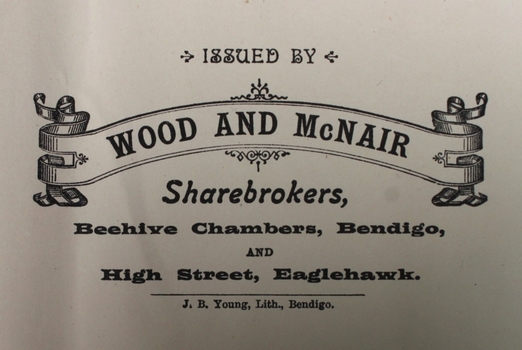 ISSUED BY
WOOD AND McNAIR
Sharebrokers,
Beehive Chambers, Bendigo,
AND
High Street, Eaglehawk.
J. B. Young, Lith., Bendigo.